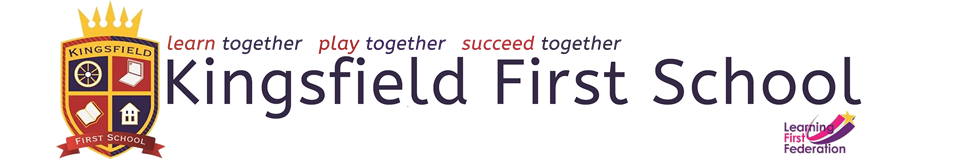 KINGSFIELD
FIRST SCHOOL
learn together play together succeed together
Kingsfield First School
Learning
First
Federation